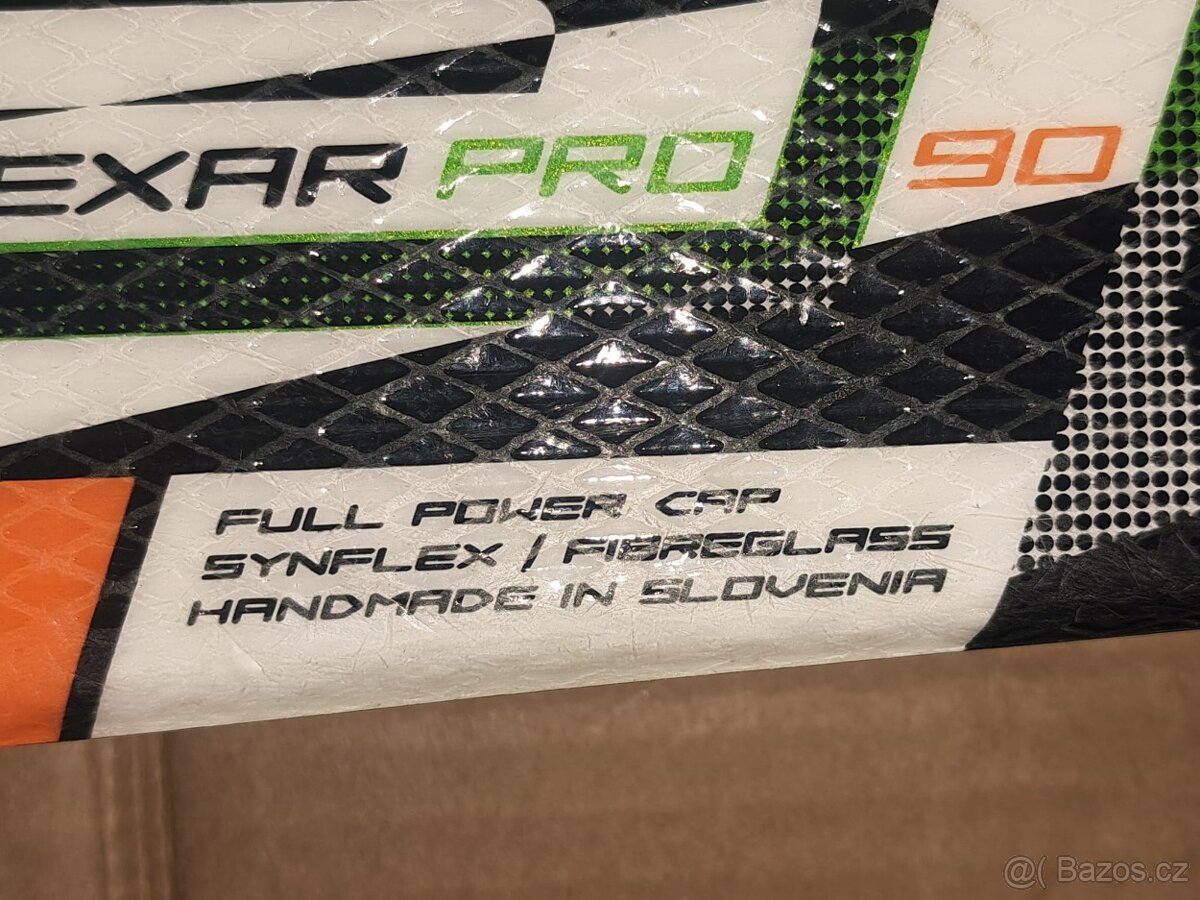 EXAR PRO 90
FULL POWER CAP
SYNFLEX / FIBREGLASS
HANDMADE IN SLOVENIA
@( Bazos.cz